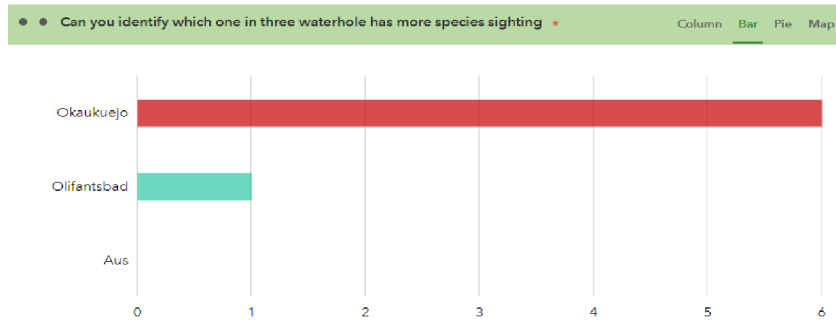 Can you identify which one in three waterhole has more species sighting *
Column Bar Pie Map
Okaukuejo
Olifantsbad
Aus
0 1 2 3 4 5 6